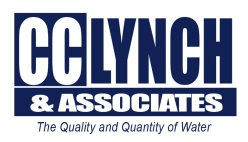 CC LYNCH
& ASSOCIATES
The Quality and Quantity of Water